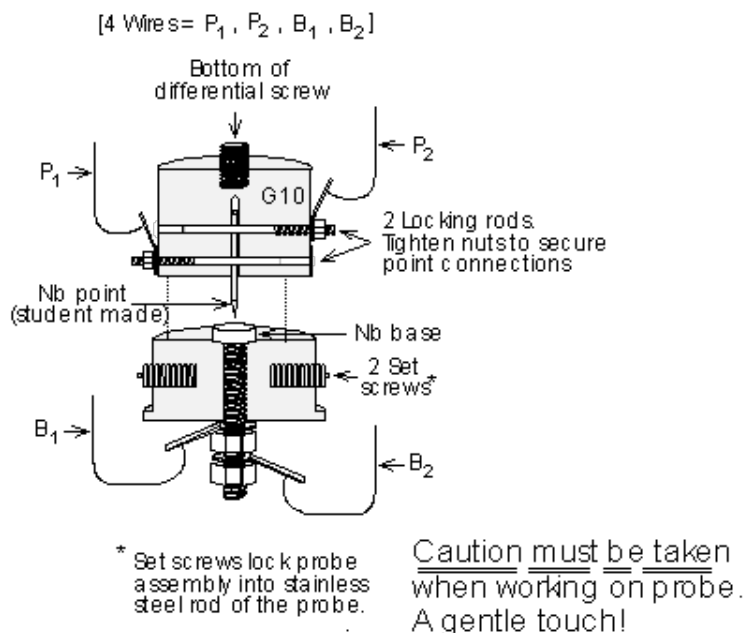 [4 Wires= P1 , P2 , B1 , B2 ]
Bottom of
differential screw
P1
P2
G10
2 Locking rods.
Tighten nuts to secure
point connections
Nb point
(student made)
Nb base
2 Set
screws*
B1
B2
* Set screws lock probe
assembly into stainless
steel rod of the probe.
Caution must be taken
when working on probe.
A gentle touch!